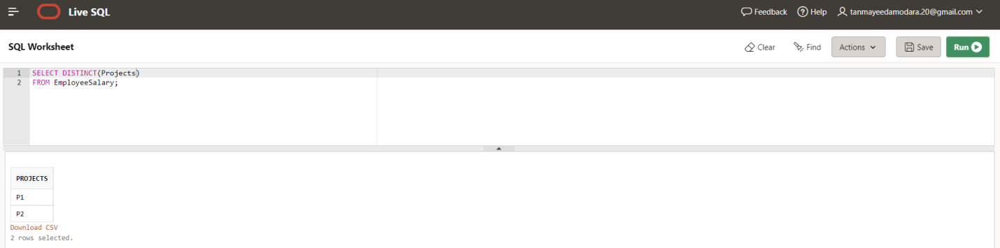 Live SQL
Feedback Help tanmayeedamodara.20@gmail.com
SQL Worksheet
Clear Find Actions Save Run
1 SELECT DISTINCT(Projects)
2 FROM EmployeeSalary;
PROJECTS
P1
P2
Download CSV
2 rows selected.